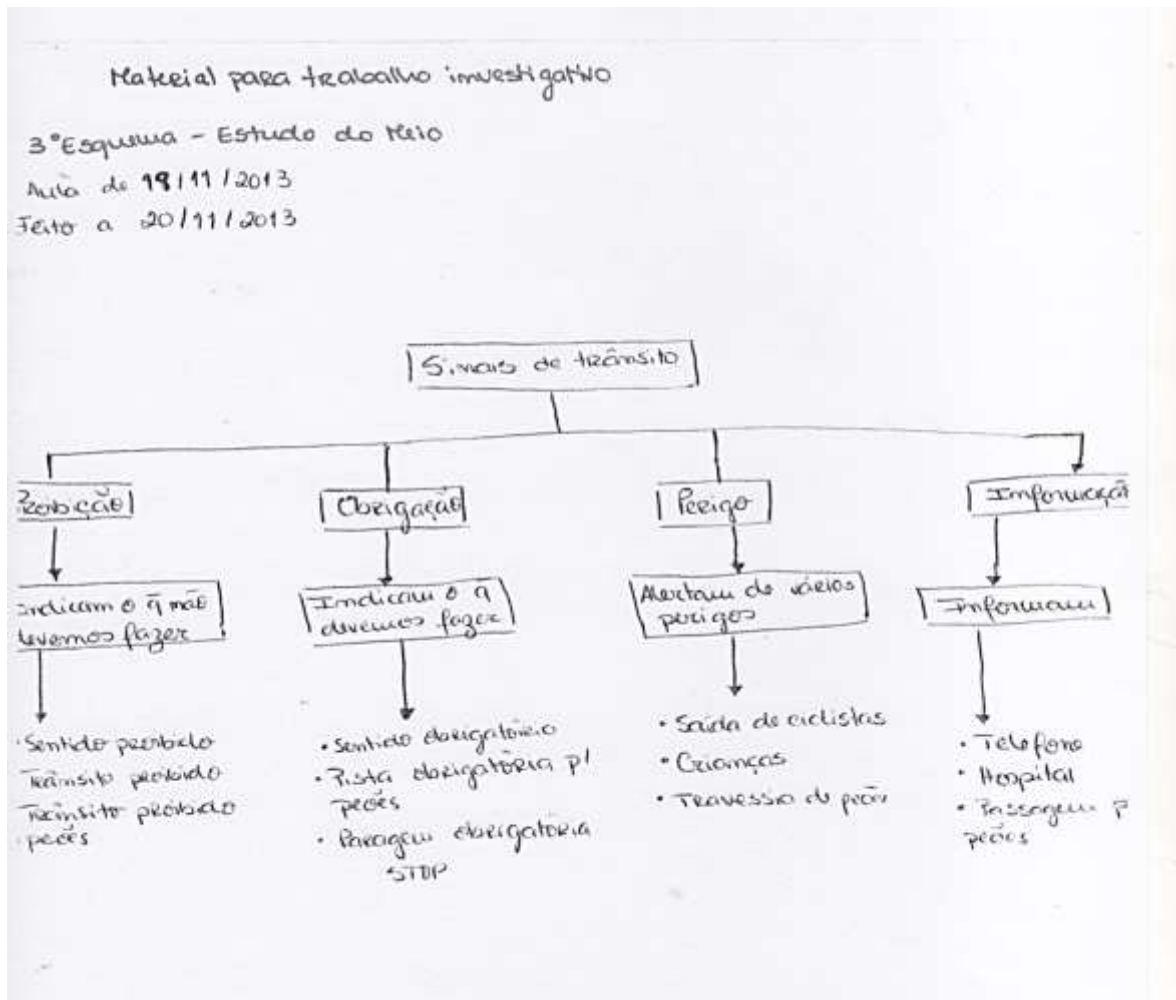 Material para trabalho investigativo
3º Esquema - Estudo do Meio
Aula de 18/11/2013
Feito a 20/11/2013
Sinais de trânsito
Proibição
Obrigação
Perigo
Informaçã
Indicam o q̃ não
devemos fazer
Indicam o q̃
devemos fazer
Alertam de vários
perigos
Informam
· Sentido proibido
Trânsito proibido
Trânsito proibido
peões
• Sentido obrigatório
• Pista obrigatória p/
peões
• Paragem obrigatória
STOP
• Saída de ciclistas
• Crianças
• Travessia de peões
• Telefone
• Hospital
• Passagem p
peões